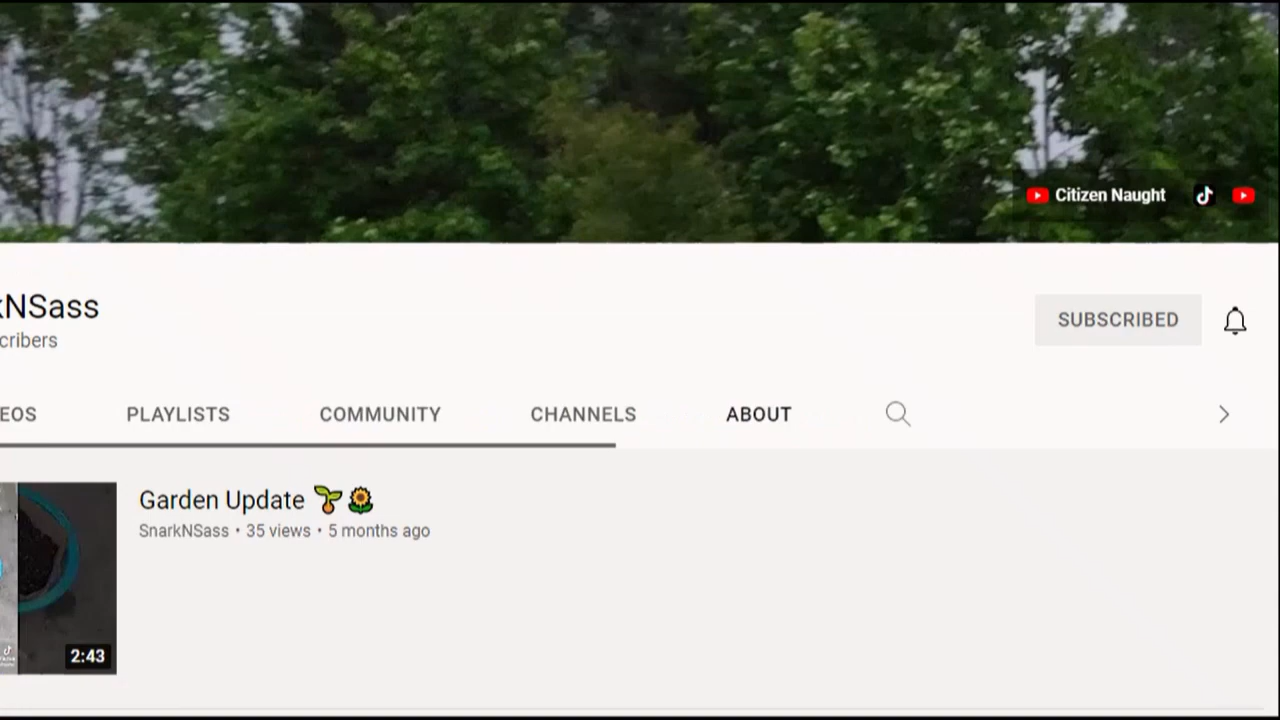 Citizen Naught
kNSass
cribers
SUBSCRIBED
EOS PLAYLISTS COMMUNITY CHANNELS ABOUT
Garden Update 🌱🌻
SnarkNSass • 35 views • 5 months ago
2:43